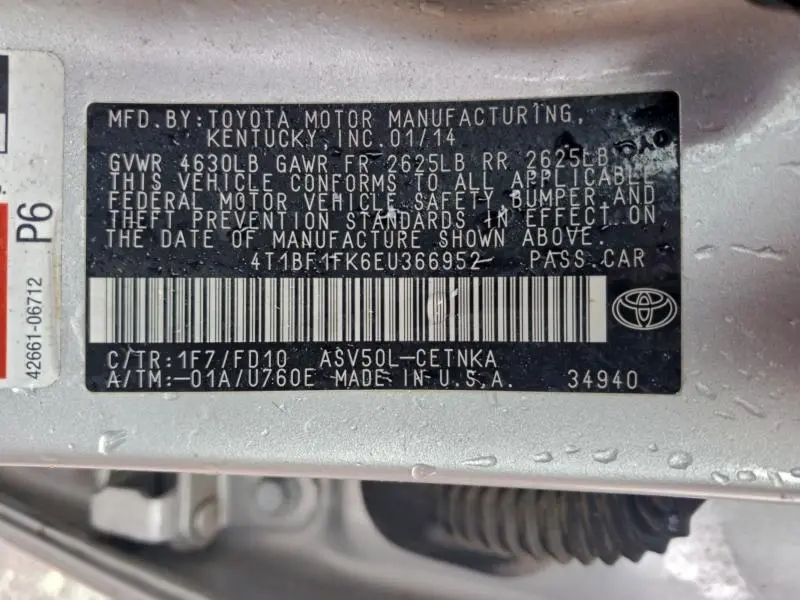 MFD.BY:TOYOTA MOTOR MANUFACTURING,
KENTUCKY, INC.01/14
GVWR 4630LB GAWR FR 2625LB RR 2625LB
THIS VEHICLE CONFORMS TO ALL APPLICABLE
FEDERAL MOTOR VEHICLE SAFETY, BUMPER,AND
THEFT PREVENTION STANDARDS IN EFFECT ON
THE DATE OF MANUFACTURE SHOWN ABOVE.
4T1BF1FK6EU366952 PASS.CAR
C/TR:1F7/FD10 ASV50L-CETNKA
A/TM:-01A/U760E MADE IN U.S.A. 34940
P6
42661-06712